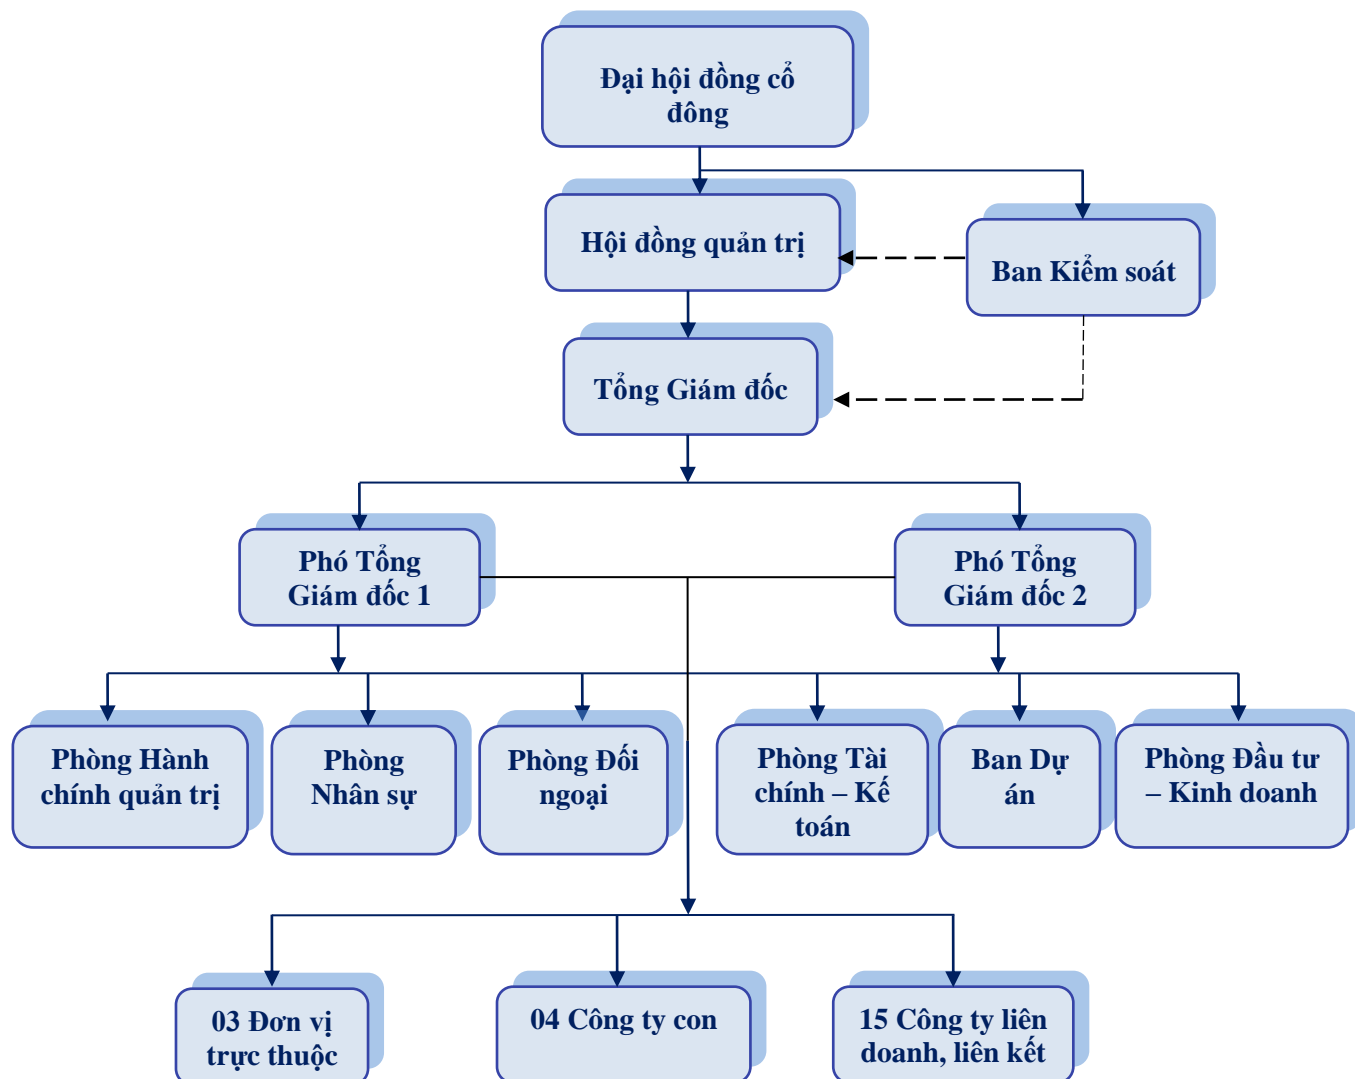 Đại hội đồng cổ
đông
Hội đồng quản trị
Ban Kiểm soát
Tổng Giám đốc
Phó Tổng
Giám đốc 1
Phó Tổng
Giám đốc 2
Phòng Hành
chính quản trị
Phòng
Nhân sự
Phòng Đối
ngoại
Phòng Tài
chính – Kế
toán
Ban Dự
án
Phòng Đầu tư
– Kinh doanh
03 Đơn vị
trực thuộc
04 Công ty con
15 Công ty liên
doanh, liên kết